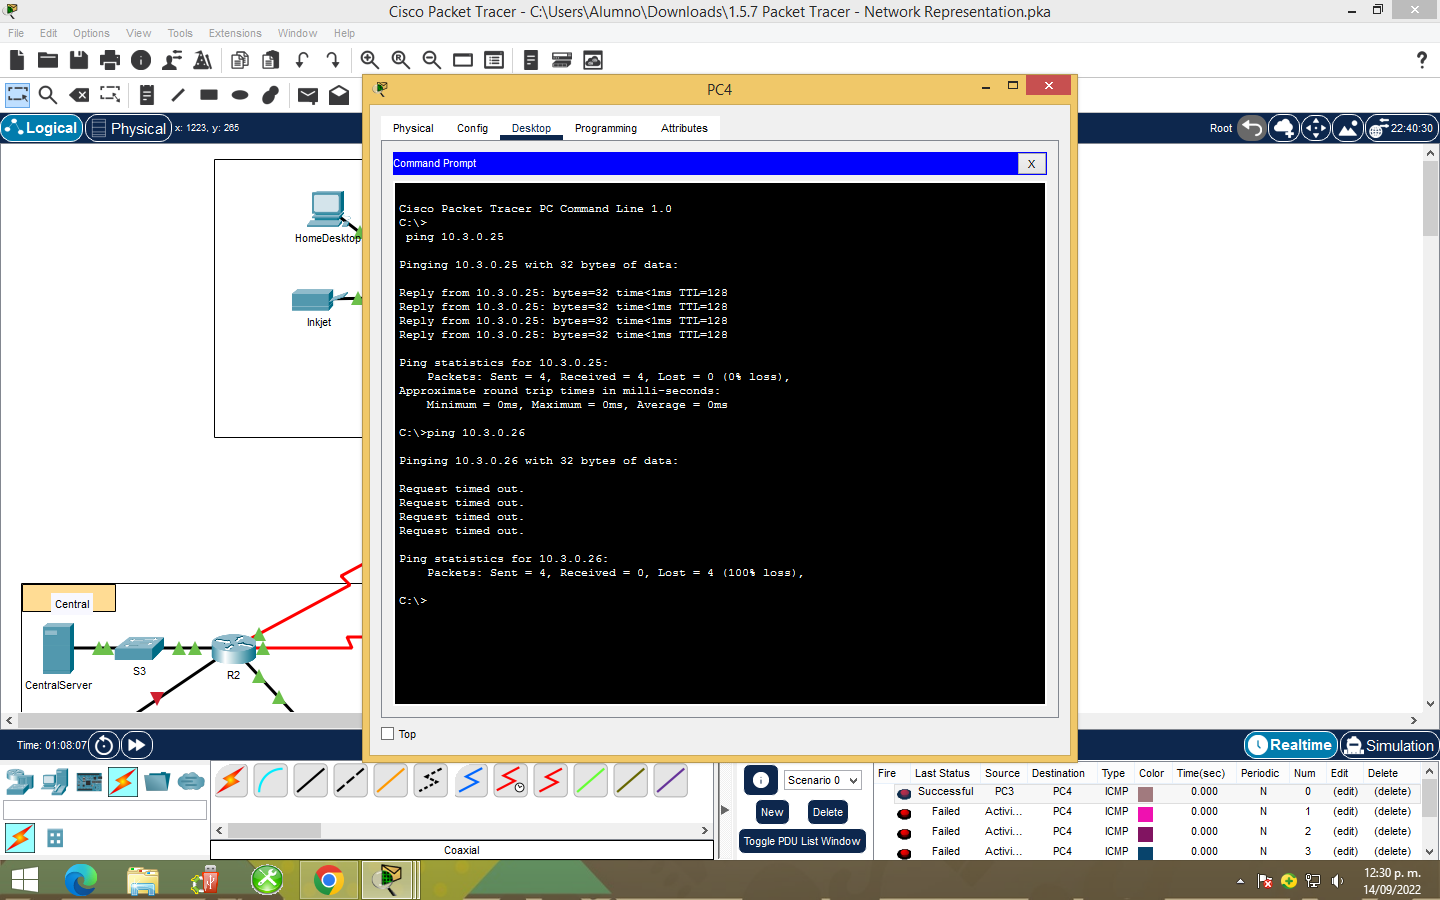 Cisco Packet Tracer - C:\Users\Alumno\Downloads\1.5.7 Packet Tracer - Network Representation.pka
File Edit Options View Tools Extensions Window Help
Logical Physical x: 1223, y: 265 Root 22:40:30
PC4
Physical Config Desktop Programming Attributes
Command Prompt X
Cisco Packet Tracer PC Command Line 1.0
C:\>
ping 10.3.0.25
Pinging 10.3.0.25 with 32 bytes of data:
Reply from 10.3.0.25: bytes=32 time<1ms TTL=128
Reply from 10.3.0.25: bytes=32 time<1ms TTL=128
Reply from 10.3.0.25: bytes=32 time<1ms TTL=128
Reply from 10.3.0.25: bytes=32 time<1ms TTL=128
Ping statistics for 10.3.0.25:
Packets: Sent = 4, Received = 4, Lost = 0 (0% loss),
Approximate round trip times in milli-seconds:
Minimum = 0ms, Maximum = 0ms, Average = 0ms
C:\>ping 10.3.0.26
Pinging 10.3.0.26 with 32 bytes of data:
Request timed out.
Request timed out.
Request timed out.
Request timed out.
Ping statistics for 10.3.0.26:
Packets: Sent = 4, Received = 0, Lost = 4 (100% loss),
C:\>
Top
HomeDesktop
Inkjet
Central
CentralServer
S3
R2
Time: 01:08:07 Realtime Simulation
Coaxial
Scenario 0
New Delete
Toggle PDU List Window
Fire Last Status Source Destination Type Color Time(sec) Periodic Num Edit Delete
Successful PC3 PC4 ICMP 0.000 N 0 (edit) (delete)
Failed Activi... PC4 ICMP 0.000 N 1 (edit) (delete)
Failed Activi... PC4 ICMP 0.000 N 2 (edit) (delete)
Failed Activi... PC4 ICMP 0.000 N 3 (edit) (delete)
12:30 p. m.
14/09/2022